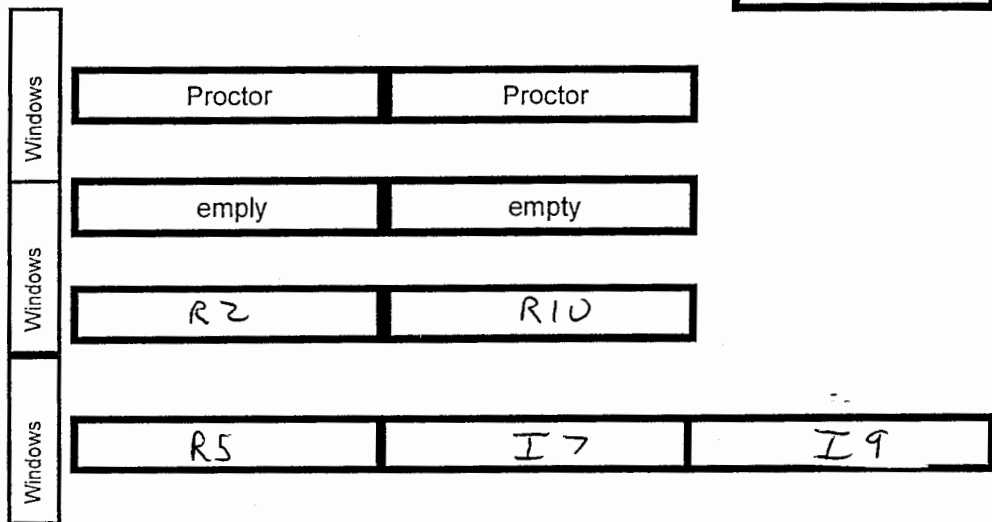 Windows
Proctor Proctor
emply empty
Windows
R2 R10
Windows
R5 I7 I9